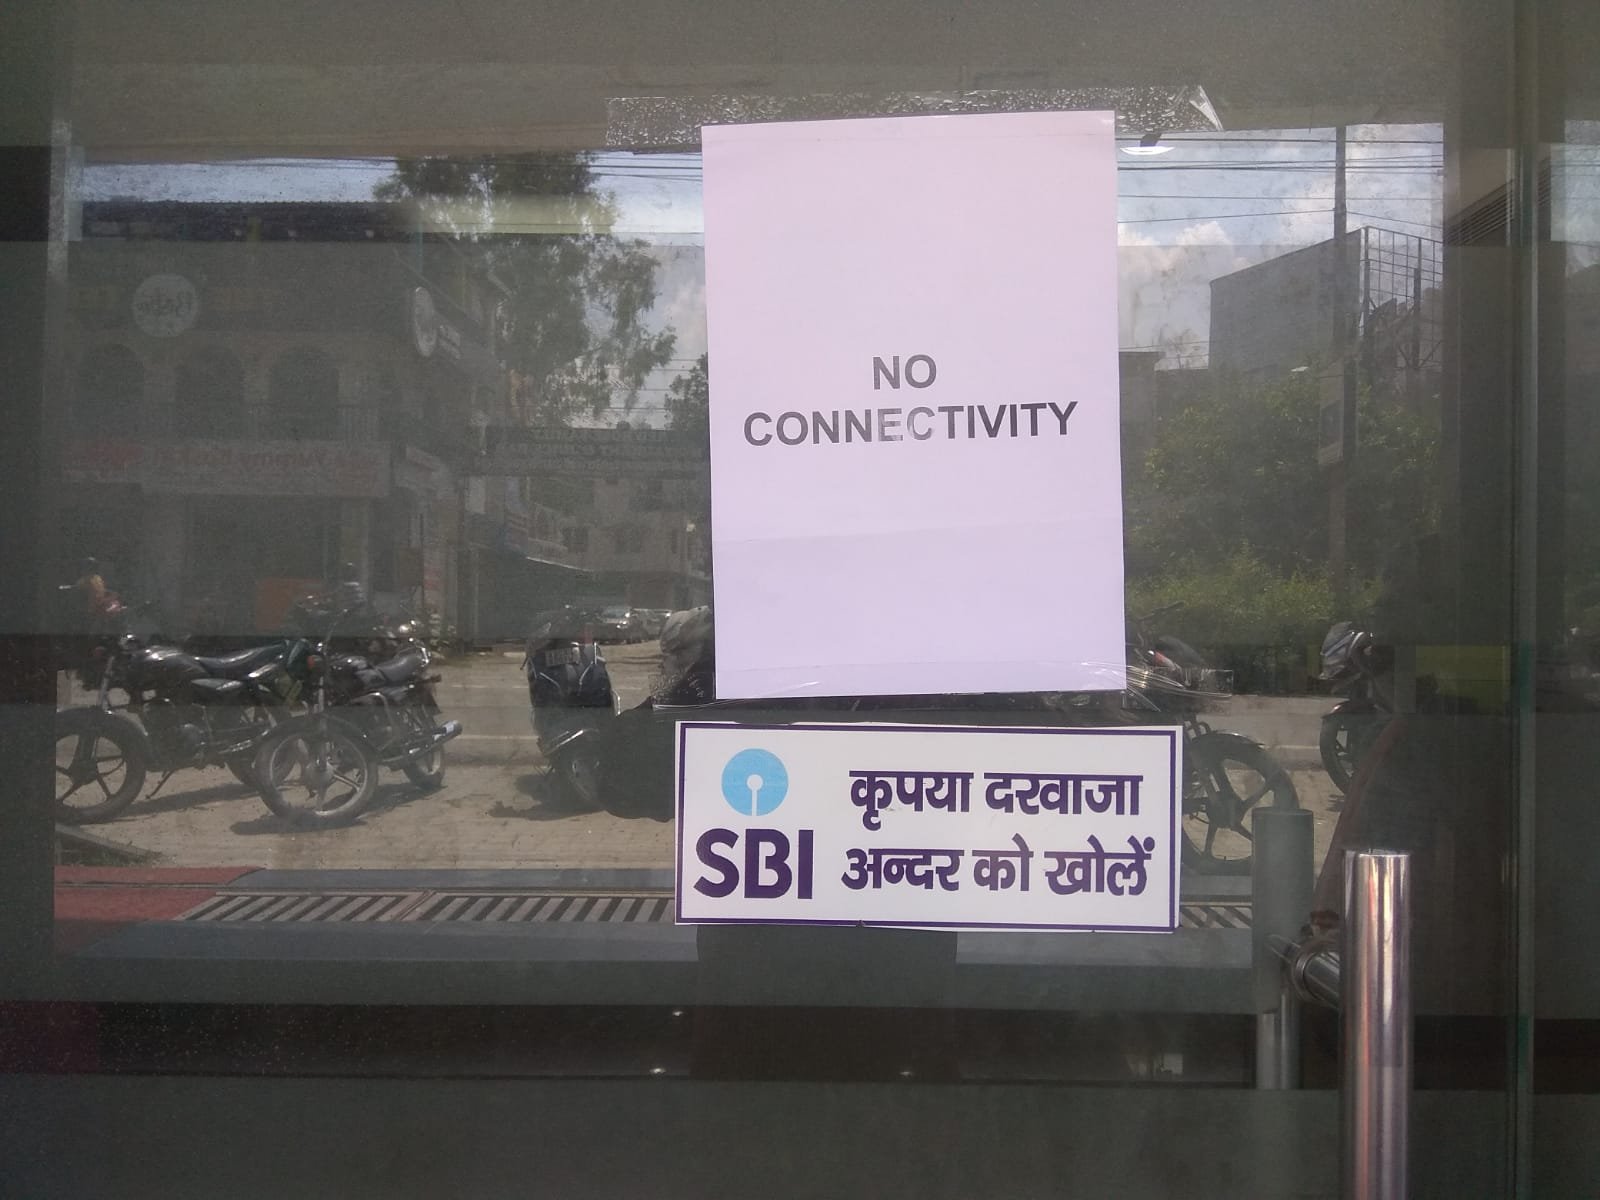 NO
CONNECTIVITY
SBI
कृपया दरवाजा
अन्दर को खोलें